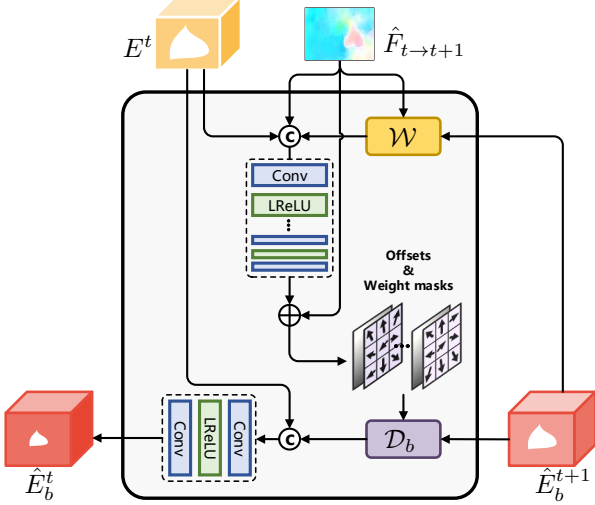 E^t
\hat{F}_{t→t+1}
c
W
Conv
LReLU
Offsets
&
Weight masks
Conv
LReLU
Conv
c
D_b
\hat{E}_b^t
\hat{E}_b^{t+1}